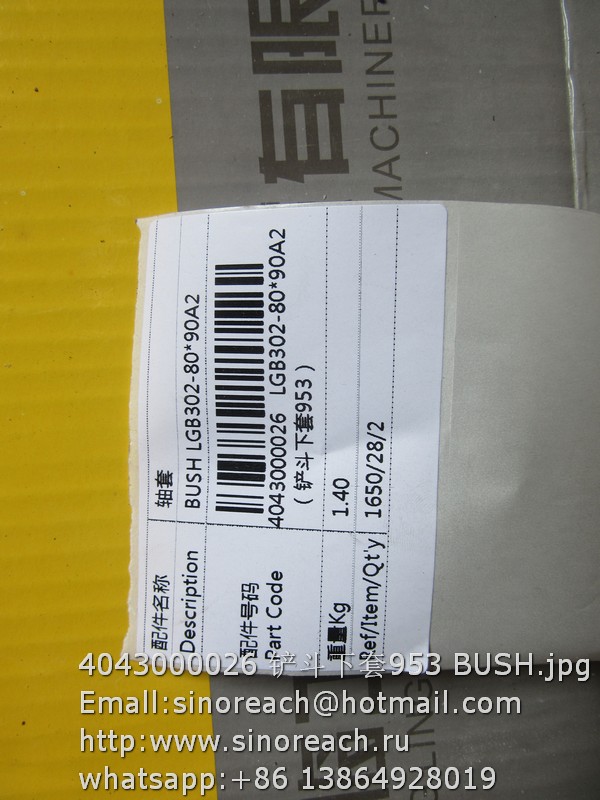 有限
MACHINER
配件名称 轴套
Description BUSH LGB302-80*90A2
配件号码 4043000026 LGB302-80*90A2
Part Code （铲斗下套953）
重量Kg 1.40
Ref/Item/Qt'y 1650/28/2
LING
4043000026 铲斗下套953 BUSH.jpg
Email:sinoreach@hotmail.com
http:www.sinoreach.ru
whatsapp:+86 13864928019